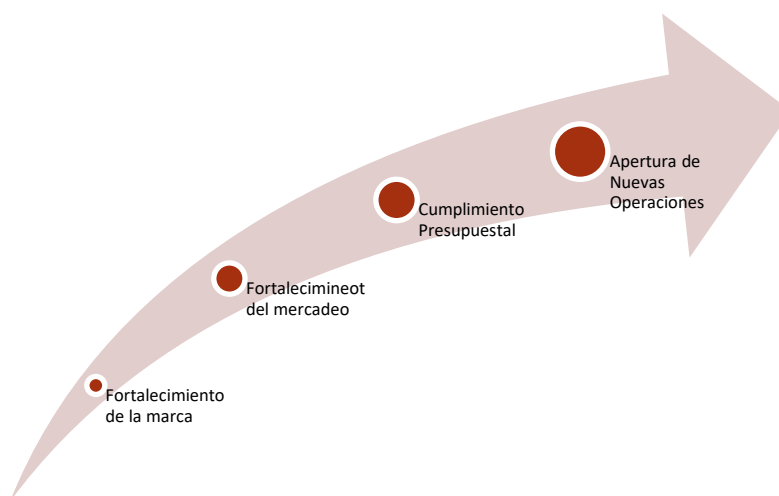 Apertura de
Nuevas
Operaciones
Cumplimiento
Presupuestal
Fortalecimineot
del mercadeo
Fortalecimiento
de la marca